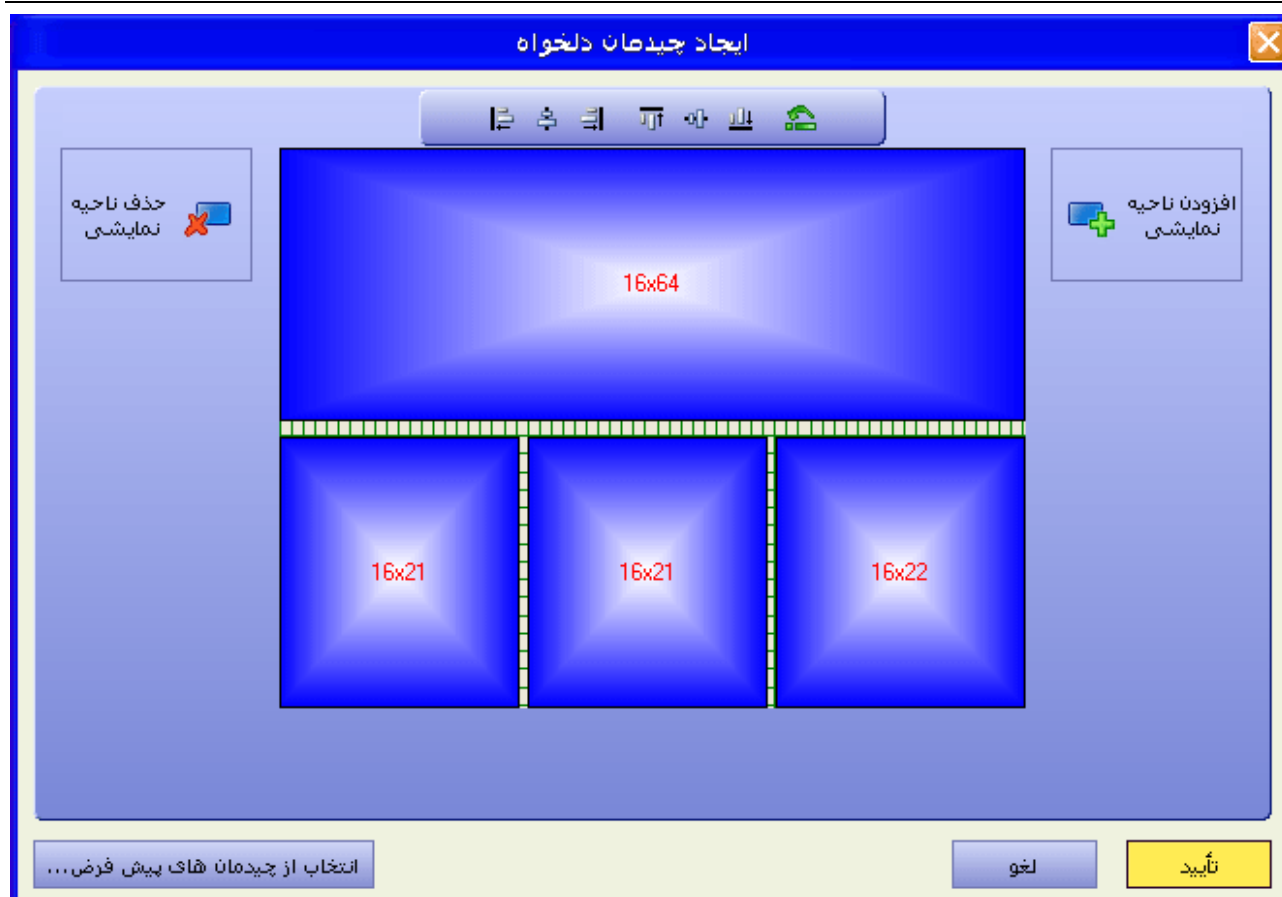 ایجاد چیدمان دلخواه
افزودن ناحیه
نمایشی
حذف ناحیه
نمایشی
16x64
16x21
16x21
16x22
انتخاب از چیدمان های پیش فرض...
لغو
تأیید